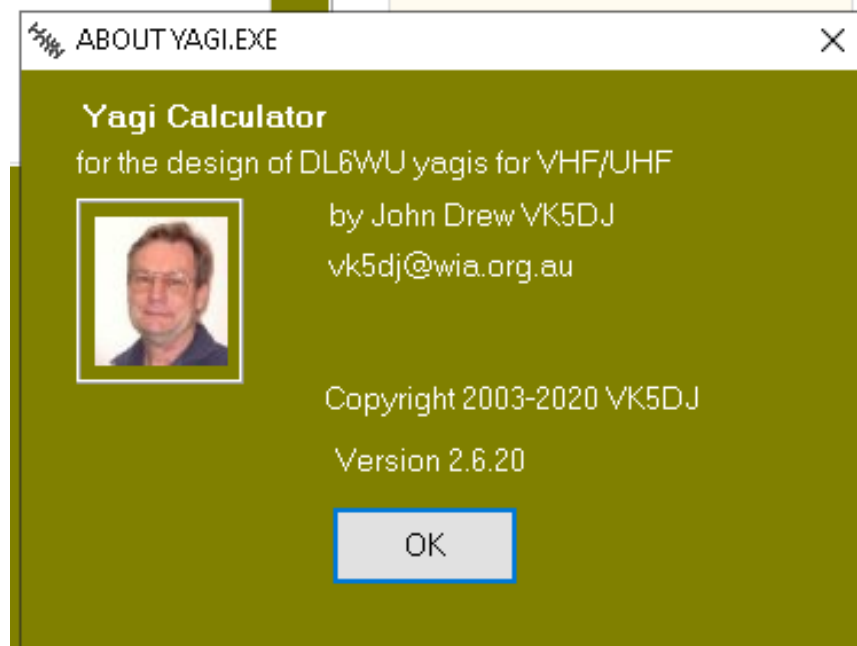 ABOUT YAGI.EXE
Yagi Calculator
for the design of DL6WU yagis for VHF/UHF
by John Drew VK5DJ
vk5dj@wia.org.au
Copyright 2003-2020 VK5DJ
Version 2.6.20
OK